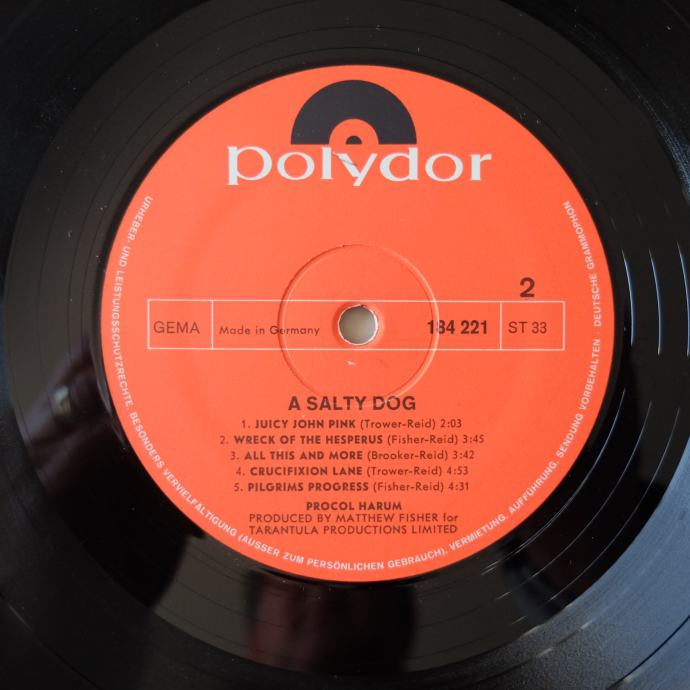 polydor
2
GEMA
Made in Germany
184 221
ST 33
A SALTY DOG
1. JUICY JOHN PINK (Trower-Reid) 2:03
2. WRECK OF THE HESPERUS (Fisher-Reid) 3:45
3. ALL THIS AND MORE (Brooker-Reid) 3:42
4. CRUCIFIXION LANE (Trower-Reid) 4:53
5. PILGRIMS PROGRESS (Fisher-Reid) 4:31
PROCOL HARUM
PRODUCED BY MATTHEW FISHER for
TARANTULA PRODUCTIONS LIMITED
URHEBER- UND LEISTUNGSSCHUTZRECHTE, BESONDERS VERVIELFÄLTIGUNG (AUSSER ZUM PERSÖNLICHEN GEBRAUCH), VERMIETUNG, AUFFÜHRUNG, SENDUNG VORBEHALTEN · DEUTSCHE GRAMMOPHON